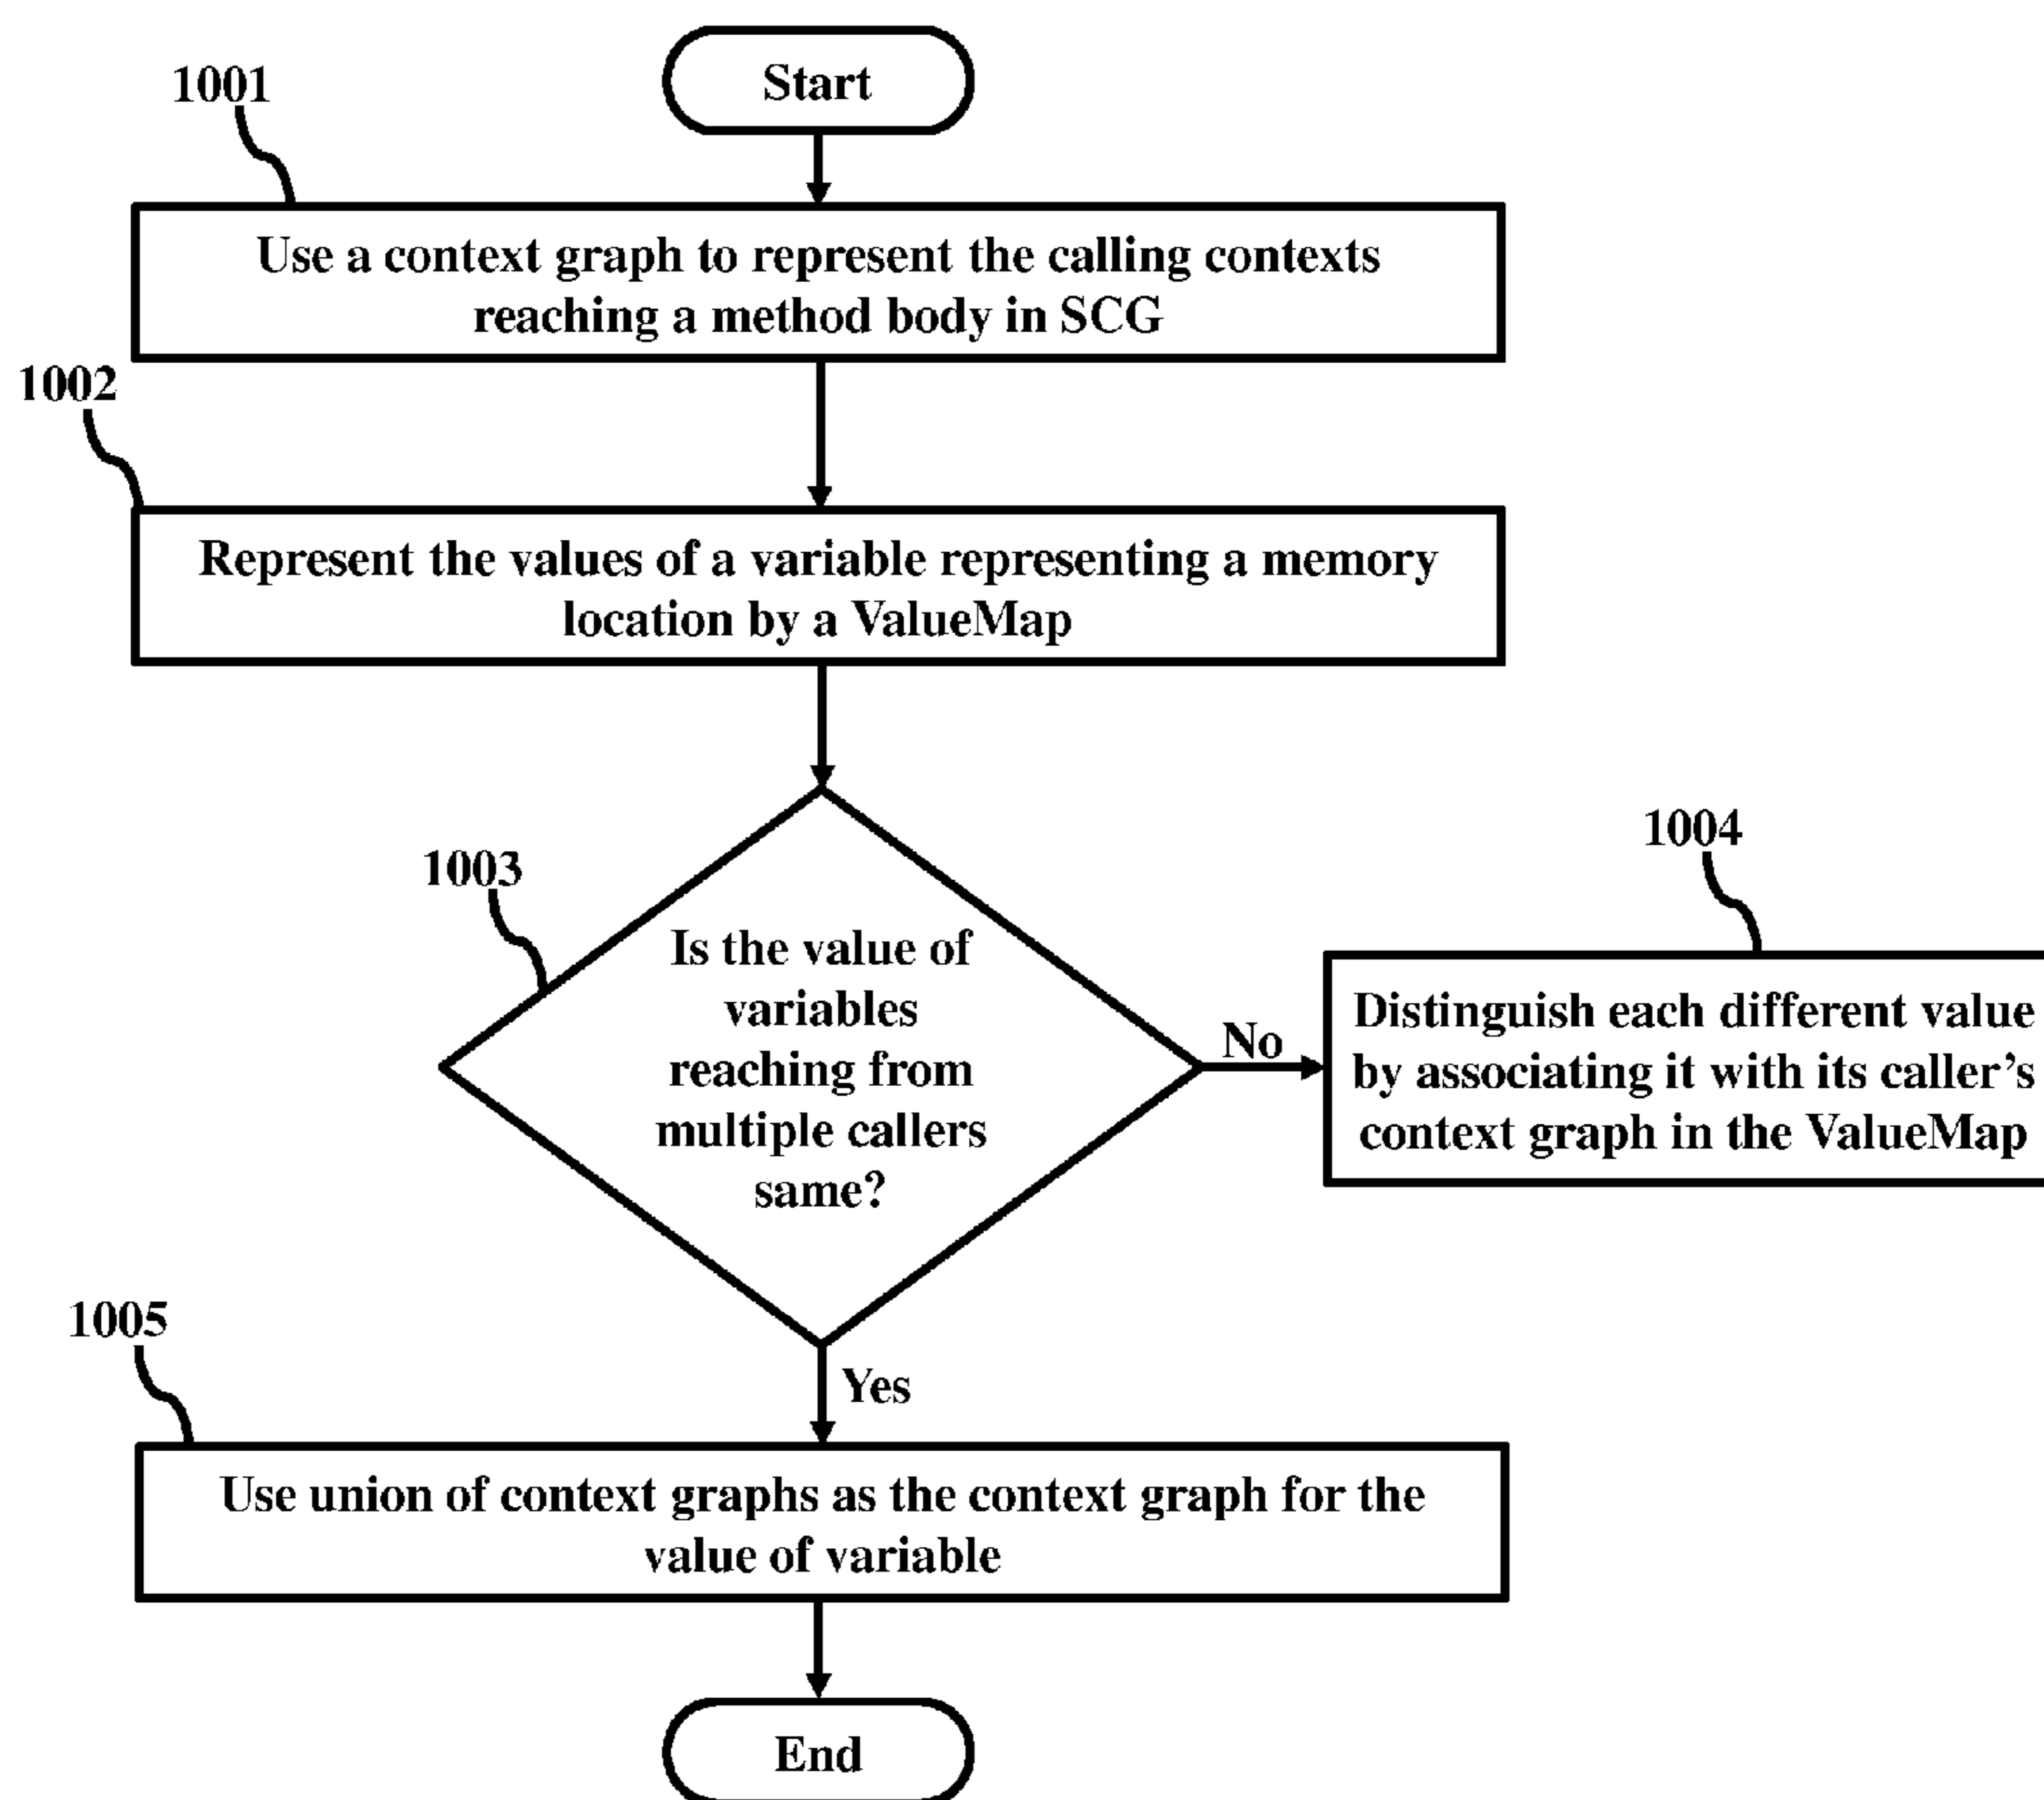 Start
1001
Use a context graph to represent the calling contexts
reaching a method body in SCG
1002
Represent the values of a variable representing a memory
location by a ValueMap
1003
Is the value of
variables
reaching from
multiple callers
same?
No
1004
Distinguish each different value
by associating it with its caller's
context graph in the ValueMap
Yes
1005
Use union of context graphs as the context graph for the
value of variable
End